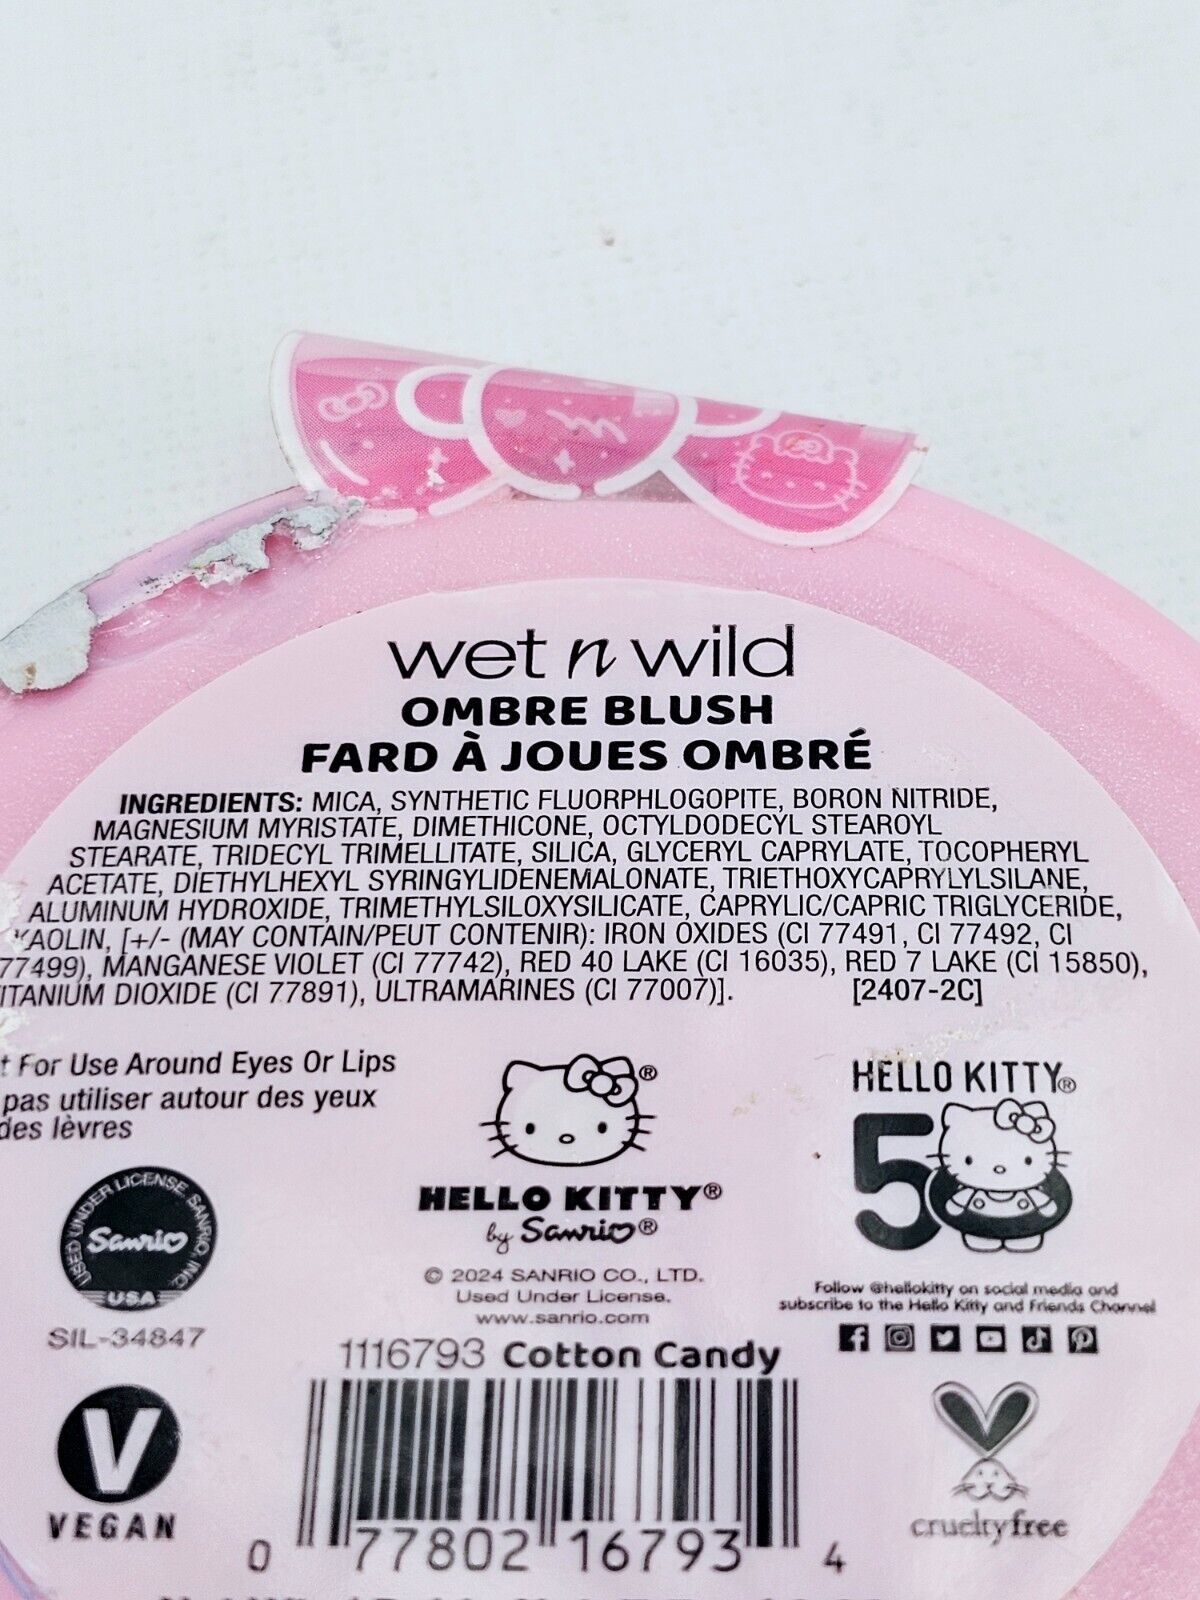 wet n wild
OMBRE BLUSH
FARD À JOUES OMBRÉ
INGREDIENTS: MICA, SYNTHETIC FLUORPHLOGOPITE, BORON NITRIDE,
MAGNESIUM MYRISTATE, DIMETHICONE, OCTYLDODECYL STEAROYL
STEARATE, TRIDECYL TRIMELLITATE, SILICA, GLYCERYL CAPRYLATE, TOCOPHERYL
ACETATE, DIETHYLHEXYL SYRINGYLIDENEMALONATE, TRIETHOXYCAPRYLYLSILANE,
ALUMINUM HYDROXIDE, TRIMETHYLSILOXYSILICATE, CAPRYLIC/CAPRIC TRIGLYCERIDE,
KAOLIN, [+/- (MAY CONTAIN/PEUT CONTENIR): IRON OXIDES (CI 77491, CI 77492, CI
77499), MANGANESE VIOLET (CI 77742), RED 40 LAKE (CI 16035), RED 7 LAKE (CI 15850),
ITANIUM DIOXIDE (CI 77891), ULTRAMARINES (CI 77007)]. [2407-2C]
t For Use Around Eyes Or Lips
pas utiliser autour des yeux
des lèvres
USED UNDER LICENSE SANRIO, INC.
Sanrio
USA
SIL-34847
®
HELLO KITTY®
by Sanrio®
© 2024 SANRIO CO., LTD.
Used Under License.
www.sanrio.com
HELLO KITTY®
50
Follow @hellokitty on social media and
subscribe to the Hello Kitty and Friends Channel
1116793 Cotton Candy
V
VEGAN
0 77802 16793 4
crueltyfree